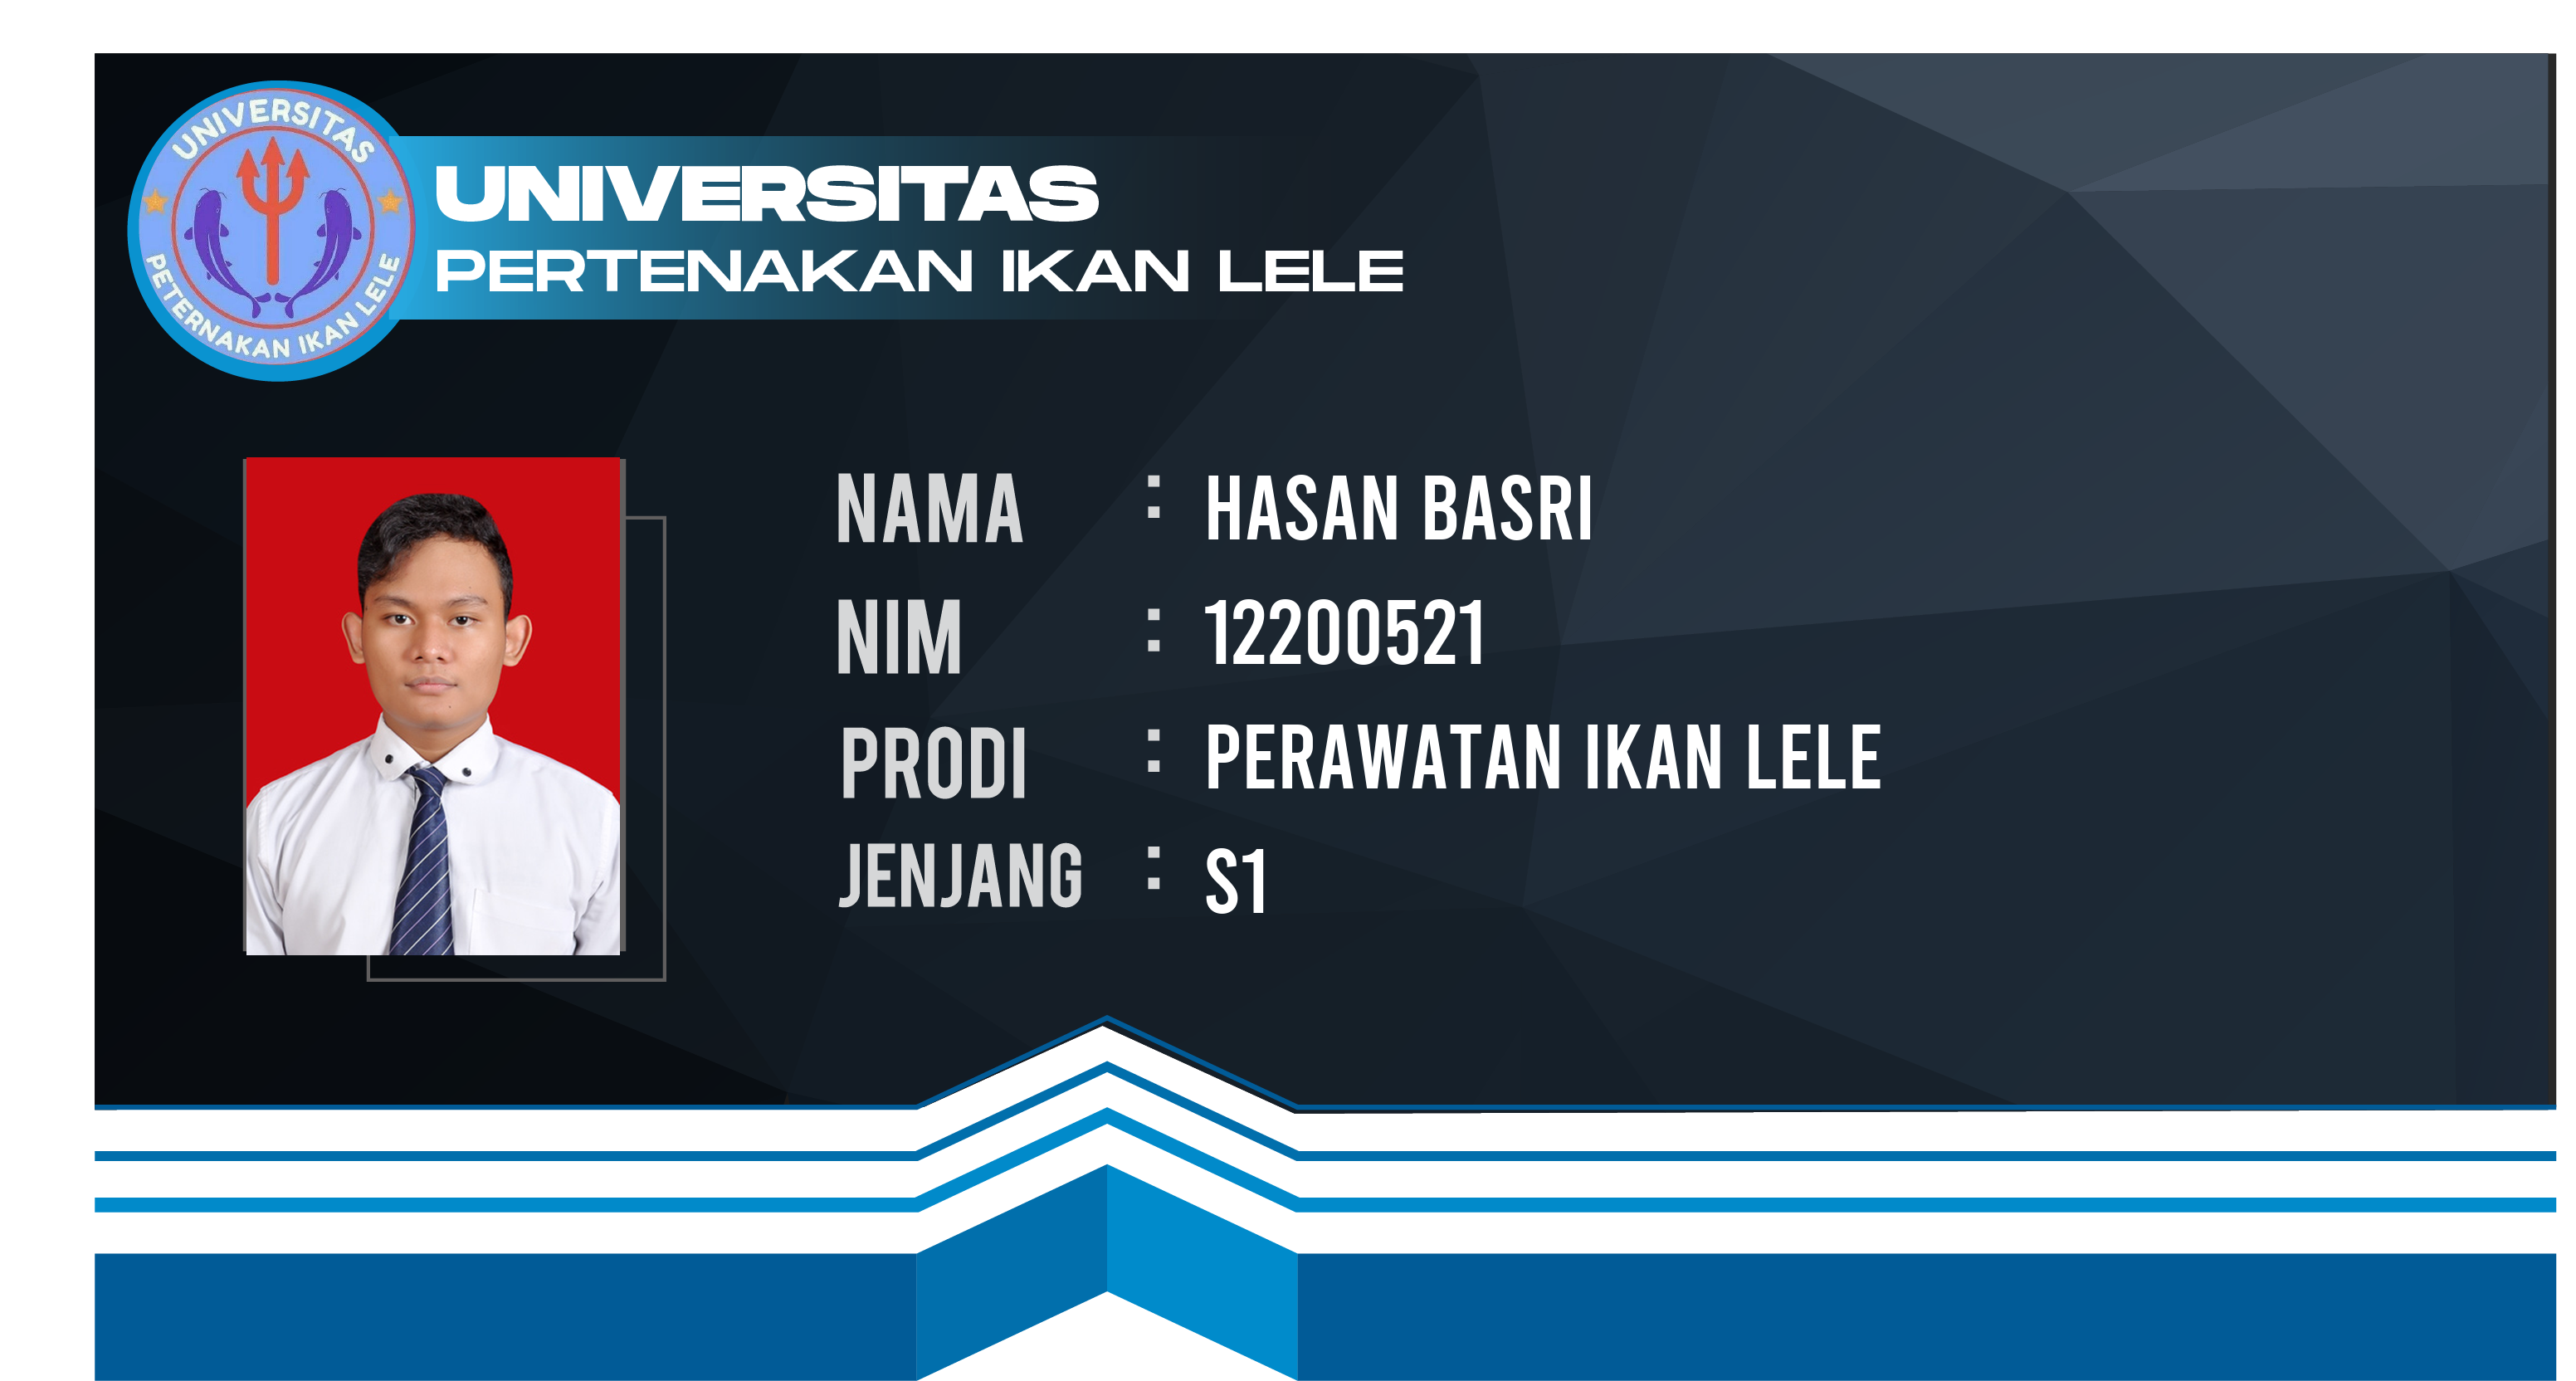 UNIVERSITAS
PETERNAKAN IKAN LELE
UNIVERSITAS
PERTENAKAN IKAN LELE
NAMA : HASAN BASRI
NIM : 12200521
PRODI : PERAWATAN IKAN LELE
JENJANG : S1